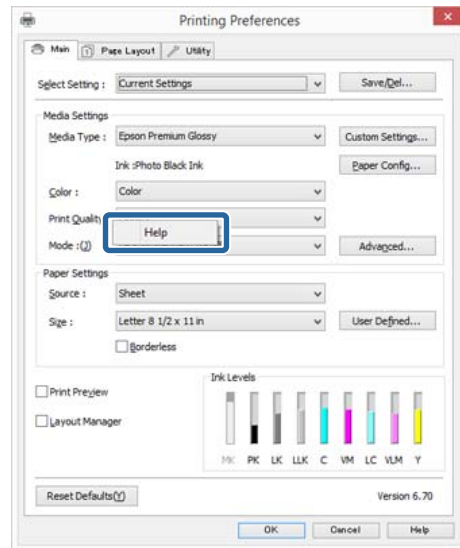 Printing Preferences
Main Page Layout Utility
Select Setting : Current Settings Save/Del...
Media Settings
Media Type : Epson Premium Glossy Custom Settings...
Ink :Photo Black Ink Paper Config...
Color : Color
Print Quality
Help
Mode :(J) Advanced...
Paper Settings
Source : Sheet
Size : Letter 8 1/2 x 11 in User Defined...
Borderless
Print Preview
Layout Manager
Ink Levels
MK PK LK LLK C VM LC VLM Y
Reset Defaults(Y) Version 6.70
OK Cancel Help